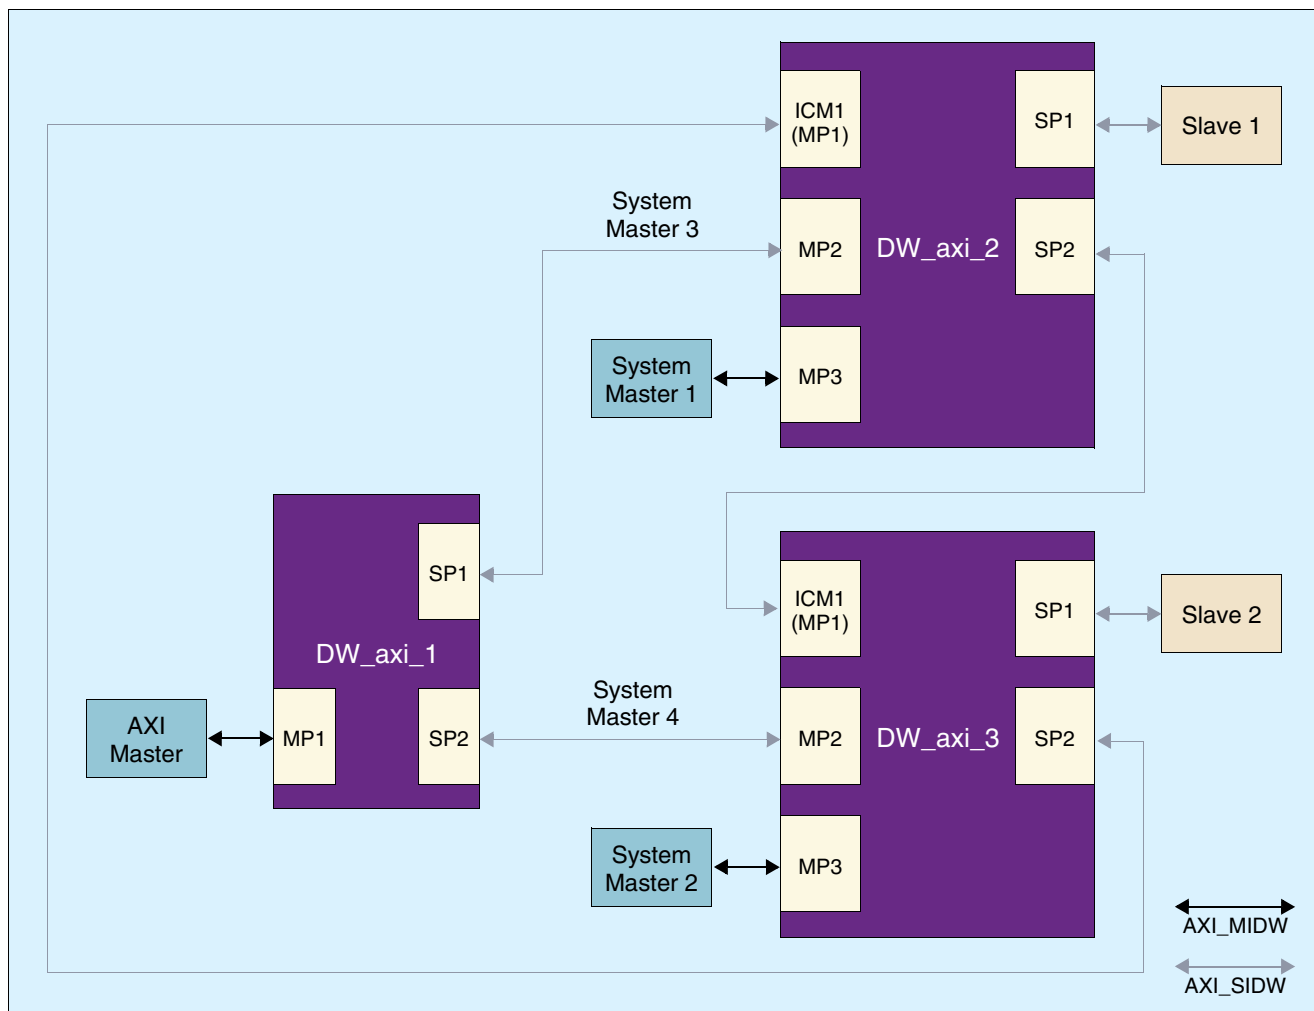 ICM1
(MP1)
SP1
Slave 1
System
Master 3
MP2
DW_axi_2
SP2
System
Master 1
MP3
SP1
ICM1
(MP1)
SP1
Slave 2
DW_axi_1
System
Master 4
AXI
Master
MP1
SP2
MP2
DW_axi_3
SP2
System
Master 2
MP3
AXI_MIDW
AXI_SIDW